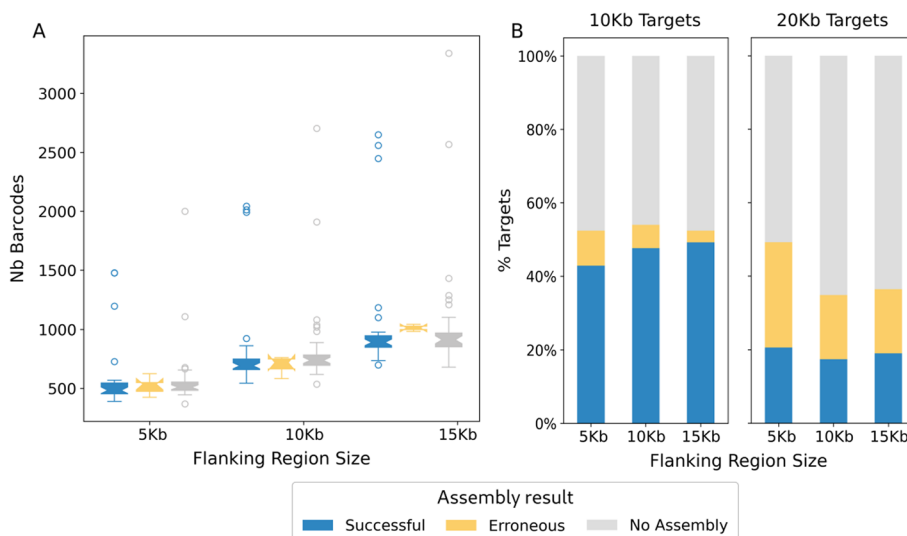 A
Nb Barcodes
3000
2500
2000
1500
1000
500
5Kb
10Kb
15Kb
Flanking Region Size
B
10Kb Targets
20Kb Targets
% Targets
100%
80%
60%
40%
20%
0%
5Kb
10Kb
15Kb
5Kb
10Kb
15Kb
Flanking Region Size
Assembly result
Successful
Erroneous
No Assembly